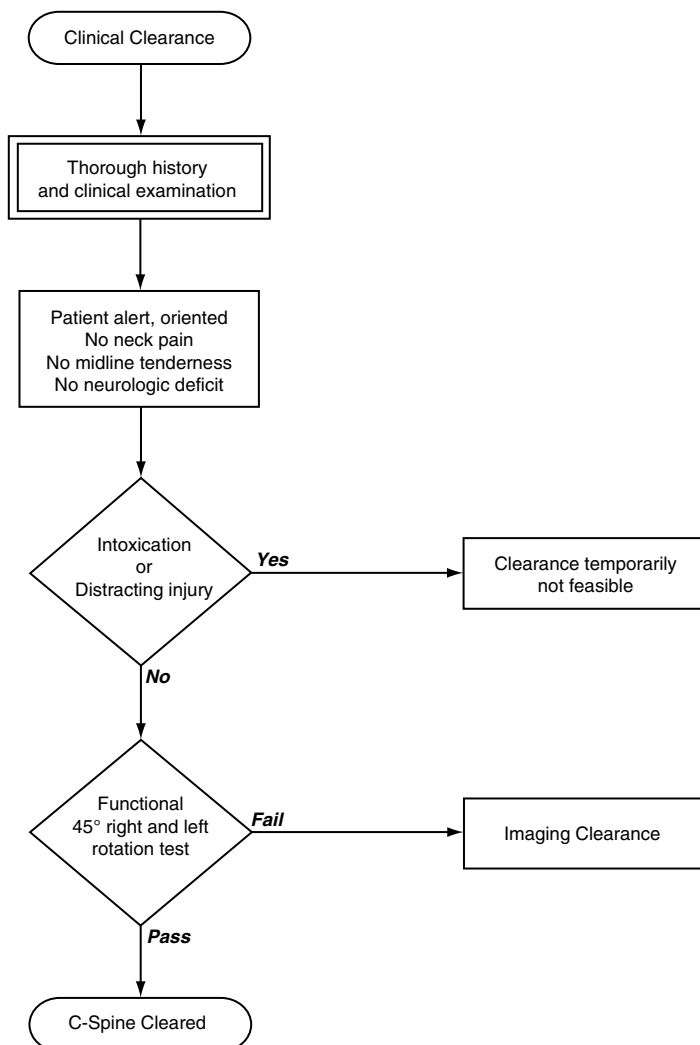 Clinical Clearance
Thorough history
and clinical examination
Patient alert, oriented
No neck pain
No midline tenderness
No neurologic deficit
Intoxication
or
Distracting injury
Yes
Clearance temporarily
not feasible
No
Functional
45° right and left
rotation test
Fail
Imaging Clearance
Pass
C-Spine Cleared